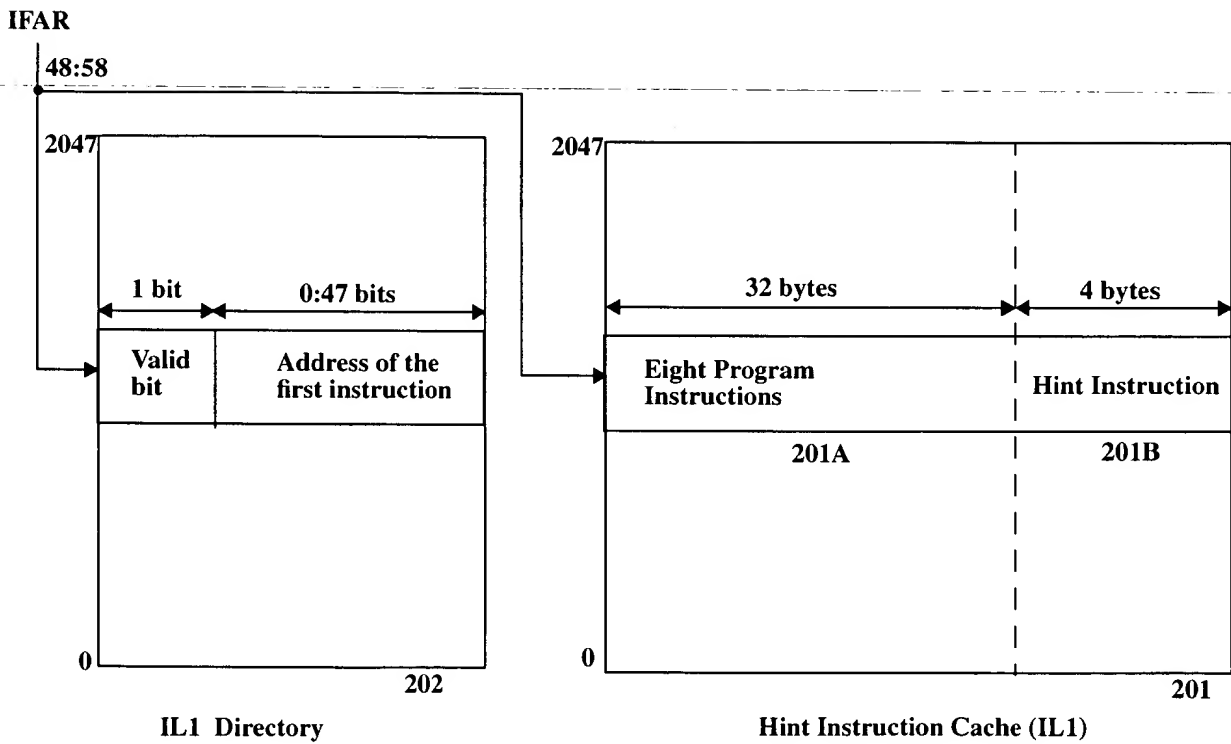 IFAR
48:58
2047
2047
1 bit
0:47 bits
32 bytes
4 bytes
Valid
bit
Address of the
first instruction
Eight Program
Instructions
Hint Instruction
201A
201B
0
0
202
201
IL1 Directory
Hint Instruction Cache (IL1)